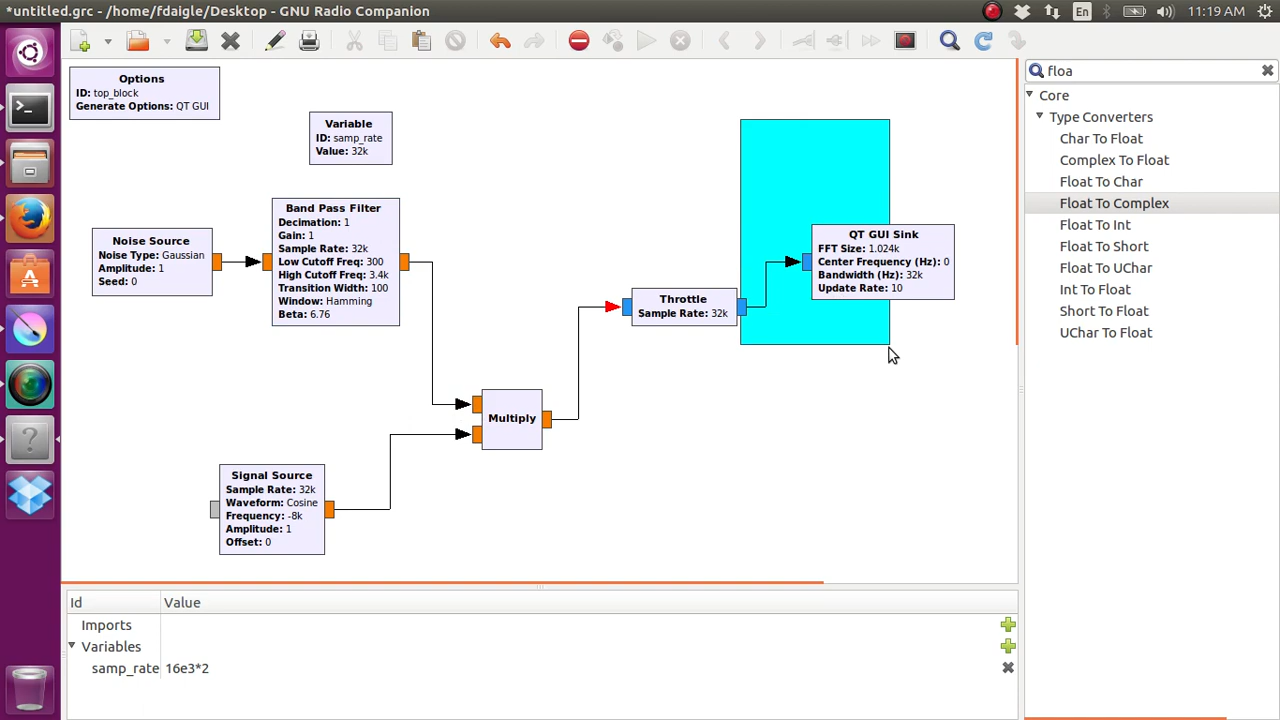 *untitled.grc - /home/fdaigle/Desktop - GNU Radio Companion
En
11:19 AM
Options
ID: top_block
Generate Options: QT GUI
Variable
ID: samp_rate
Value: 32k
Noise Source
Noise Type: Gaussian
Amplitude: 1
Seed: 0
Band Pass Filter
Decimation: 1
Gain: 1
Sample Rate: 32k
Low Cutoff Freq: 300
High Cutoff Freq: 3.4k
Transition Width: 100
Window: Hamming
Beta: 6.76
Signal Source
Sample Rate: 32k
Waveform: Cosine
Frequency: -8k
Amplitude: 1
Offset: 0
Multiply
Throttle
Sample Rate: 32k
QT GUI Sink
FFT Size: 1.024k
Center Frequency (Hz): 0
Bandwidth (Hz): 32k
Update Rate: 10
floa
Core
Type Converters
Char To Float
Complex To Float
Float To Char
Float To Complex
Float To Int
Float To Short
Float To UChar
Int To Float
Short To Float
UChar To Float
Id Value
Imports
Variables
samp_rate 16e3*2